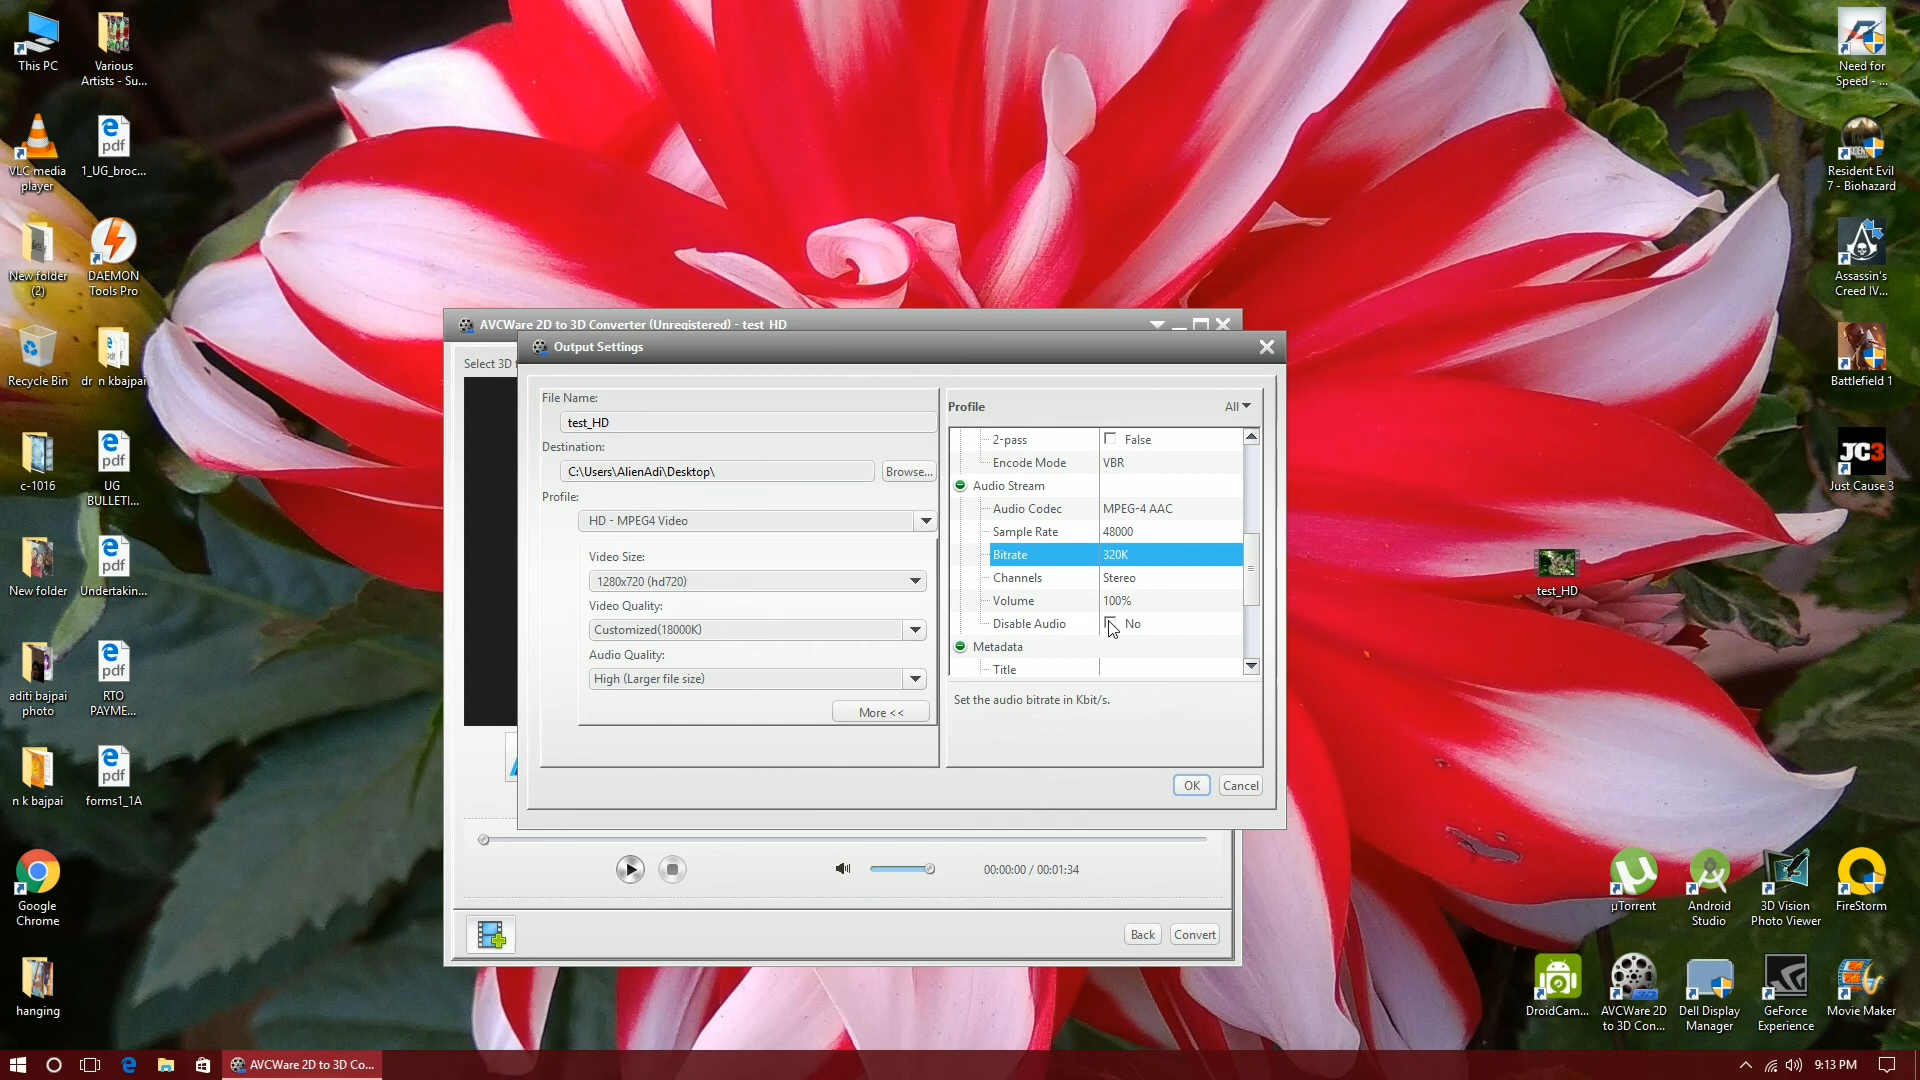 This PC
Various
Artists - Su...
VLC media
player
1_UG_broc...
New folder
(2)
DAEMON
Tools Pro
Recycle Bin
dr n kbajpai
c-1016
UG
BULLETI...
New folder
Undertakin...
aditi bajpai
photo
RTO
PAYME...
n k bajpai
forms1_1A
Google
Chrome
hanging
pdf
pdf
pdf
pdf
pdf
Need for
Speed - ...
Resident Evil
7 - Biohazard
Assassin's
Creed IV...
Battlefield 1
JC3
Just Cause 3
test_HD
µTorrent
Android
Studio
3D Vision
Photo Viewer
FireStorm
DroidCam...
AVCWare 2D
to 3D Con...
Dell Display
Manager
GeForce
Experience
Movie Maker
AVCWare 2D to 3D Converter (Unregistered) - test_HD
Select 3D
Output Settings
File Name:
test_HD
Destination:
C:\Users\AlienAdi\Desktop\
Browse...
Profile:
HD - MPEG4 Video
Video Size:
1280x720 (hd720)
Video Quality:
Customized(18000K)
Audio Quality:
High (Larger file size)
More <<
Profile All
2-pass False
Encode Mode VBR
Audio Stream
Audio Codec MPEG-4 AAC
Sample Rate 48000
Bitrate 320K
Channels Stereo
Volume 100%
Disable Audio No
Metadata
Title
Set the audio bitrate in Kbit/s.
OK Cancel
00:00:00 / 00:01:34
Back Convert
AVCWare 2D to 3D Co...
9:13 PM